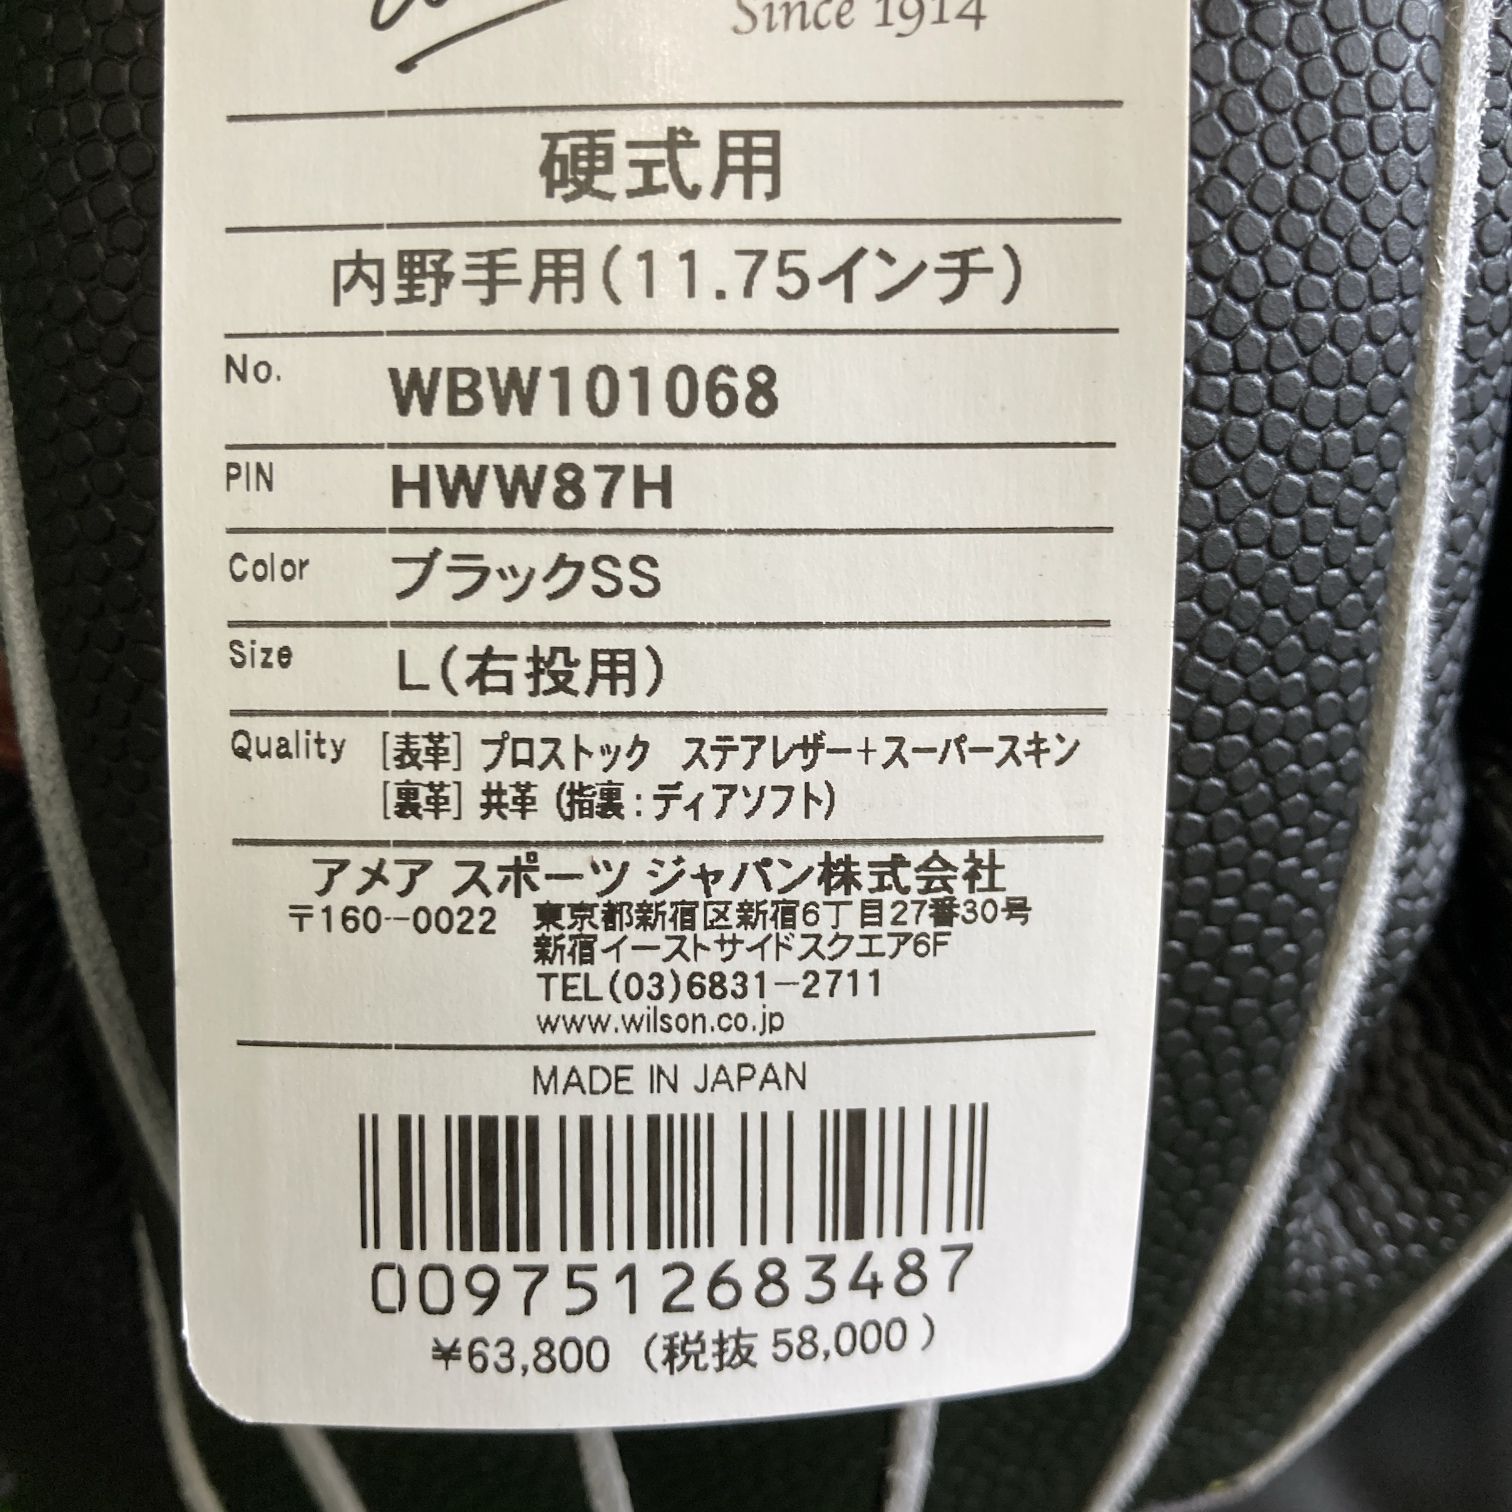 Since 1914
硬式用
内野手用(11.75インチ)
No. WBW101068
PIN HWW87H
Color ブラックSS
Size L(右投用)
Quality [表革] プロストック ステアレザー+スーパースキン
[裏革] 共革 (指裏:ディアソフト)
アメア スポーツ ジャパン株式会社
〒160-0022 東京都新宿区新宿6丁目27番30号
新宿イーストサイドスクエア6F
TEL(03)6831-2711
www.wilson.co.jp
MADE IN JAPAN
0097512683487
¥63,800 (税抜 58,000)